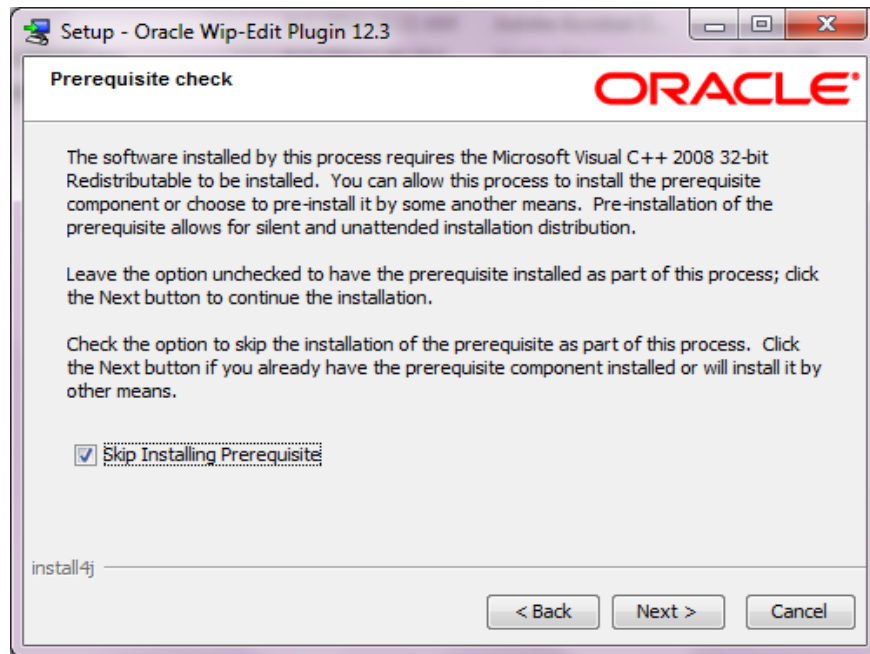 Setup - Oracle Wip-Edit Plugin 12.3
Prerequisite check
ORACLE®
The software installed by this process requires the Microsoft Visual C++ 2008 32-bit
Redistributable to be installed. You can allow this process to install the prerequisite
component or choose to pre-install it by some another means. Pre-installation of the
prerequisite allows for silent and unattended installation distribution.
Leave the option unchecked to have the prerequisite installed as part of this process; click
the Next button to continue the installation.
Check the option to skip the installation of the prerequisite as part of this process. Click
the Next button if you already have the prerequisite component installed or will install it by
other means.
Skip Installing Prerequisite
install4j
< Back Next > Cancel